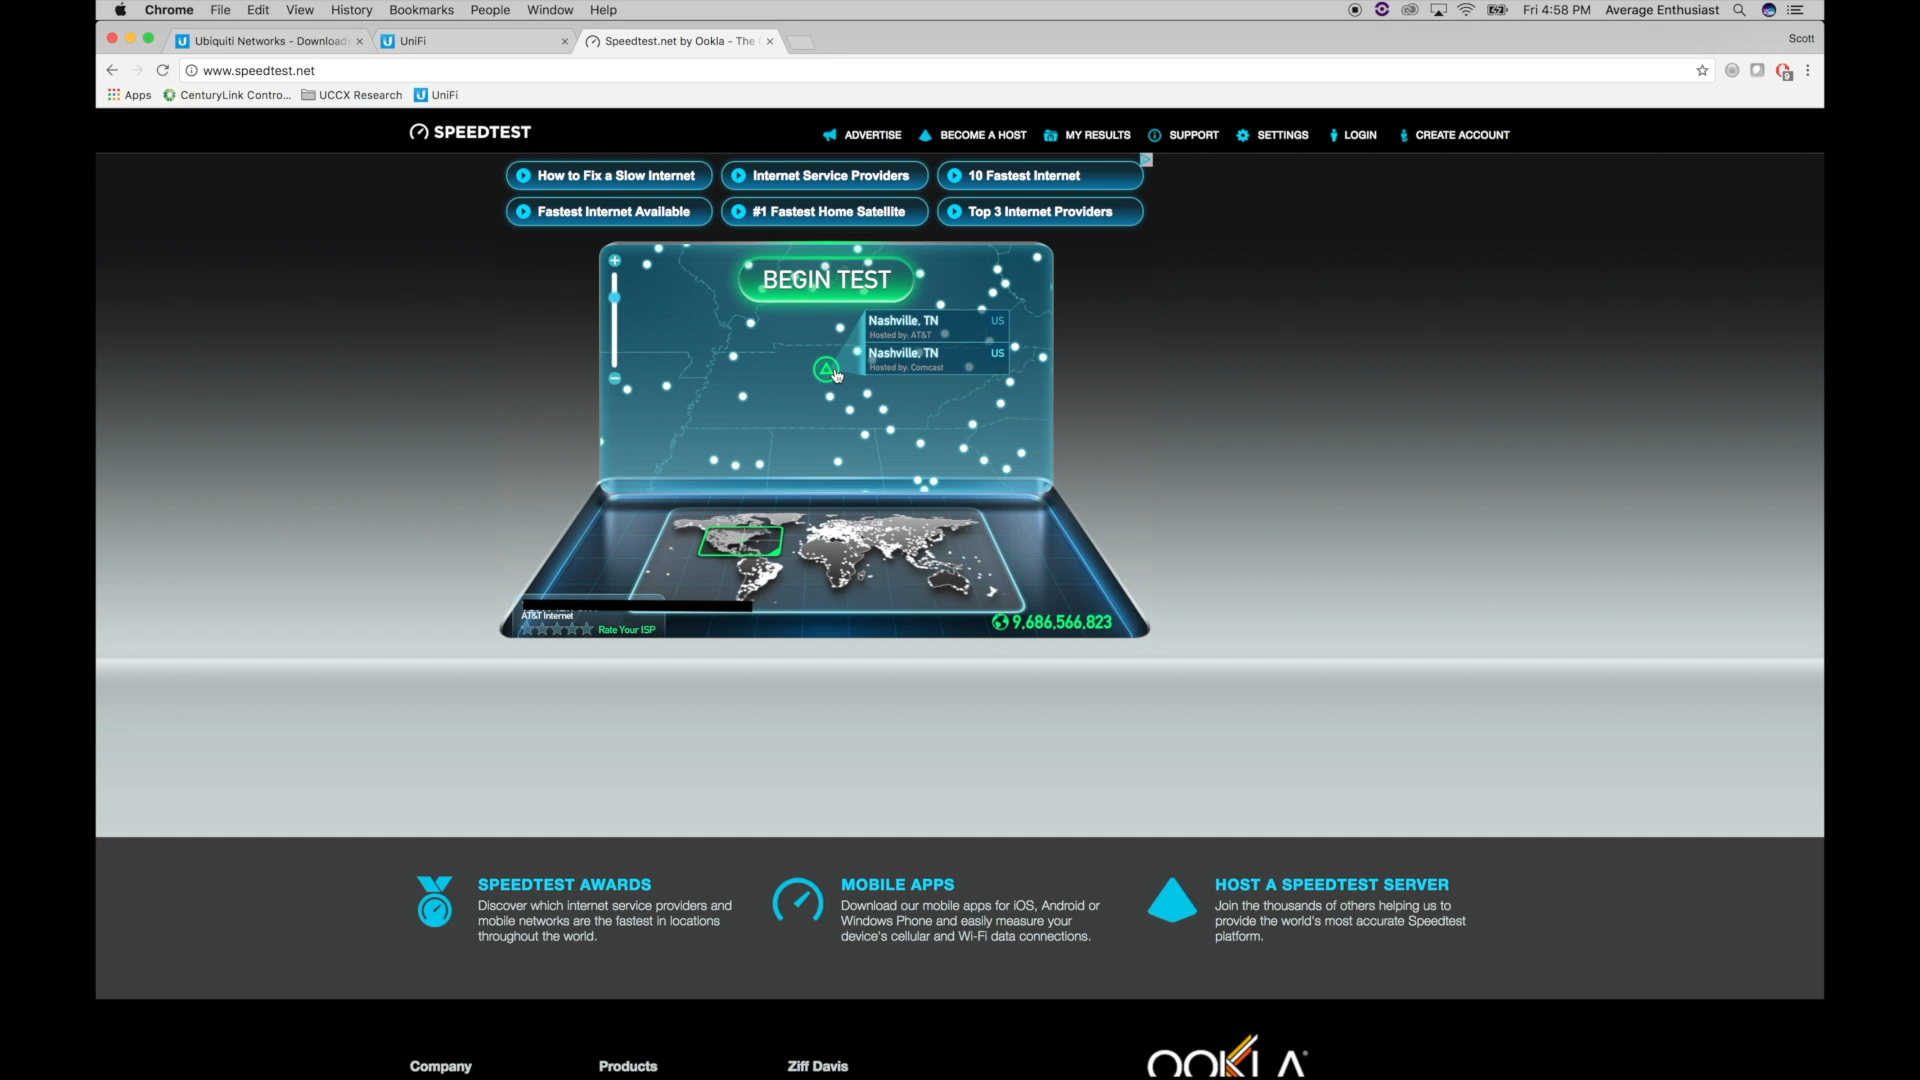 Chrome File Edit View History Bookmarks People Window Help
Fri 4:58 PM Average Enthusiast
Ubiquiti Networks - Downloads
UniFi
Speedtest.net by Ookla - The
Scott
www.speedtest.net
Apps CenturyLink Contro... UCCX Research UniFi
SPEEDTEST
ADVERTISE BECOME A HOST MY RESULTS SUPPORT SETTINGS LOGIN CREATE ACCOUNT
How to Fix a Slow Internet Internet Service Providers 10 Fastest Internet
Fastest Internet Available #1 Fastest Home Satellite Top 3 Internet Providers
BEGIN TEST
Nashville, TN US
Hosted by: AT&T
Nashville, TN US
Hosted by: Comcast
AT&T Internet
Rate Your ISP
9,686,566,823
SPEEDTEST AWARDS
Discover which internet service providers and
mobile networks are the fastest in locations
throughout the world.
MOBILE APPS
Download our mobile apps for iOS, Android or
Windows Phone and easily measure your
device's cellular and Wi-Fi data connections.
HOST A SPEEDTEST SERVER
Join the thousands of others helping us to
provide the world's most accurate Speedtest
platform.
Company Products Ziff Davis
OOKLA